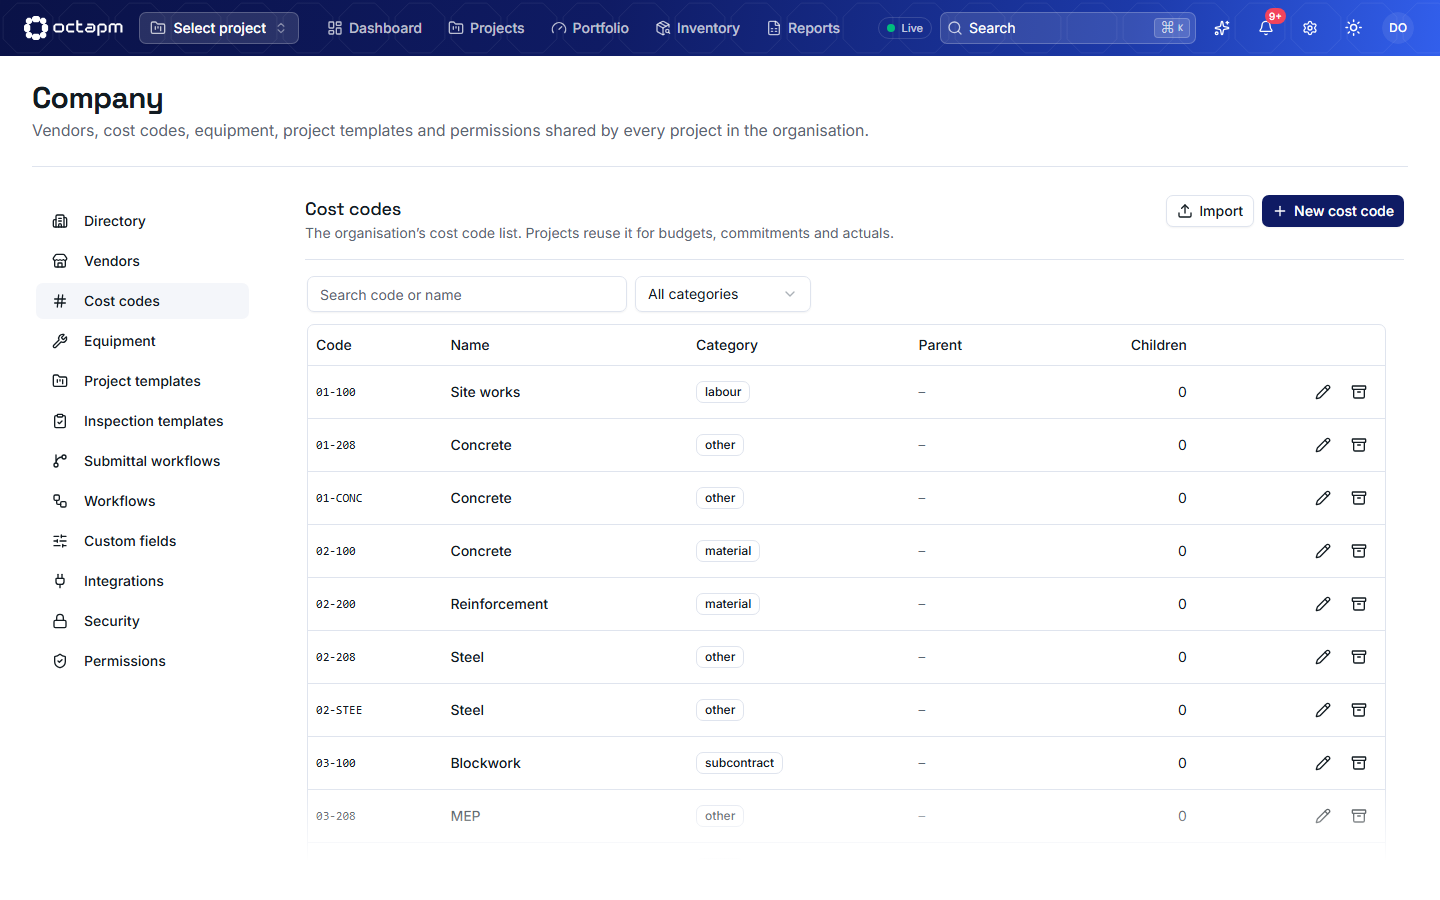 octapm Select project Dashboard Projects Portfolio Inventory Reports Live Search ⌘ K 9+ DO
Company
Vendors, cost codes, equipment, project templates and permissions shared by every project in the organisation.
Directory
Vendors
Cost codes
Equipment
Project templates
Inspection templates
Submittal workflows
Workflows
Custom fields
Integrations
Security
Permissions
Cost codes
The organisation's cost code list. Projects reuse it for budgets, commitments and actuals.
Import New cost code
Search code or name All categories
Code Name Category Parent Children
01-100 Site works labour – 0
01-208 Concrete other – 0
01-CONC Concrete other – 0
02-100 Concrete material – 0
02-200 Reinforcement material – 0
02-208 Steel other – 0
02-STEE Steel other – 0
03-100 Blockwork subcontract – 0
03-208 MEP other – 0